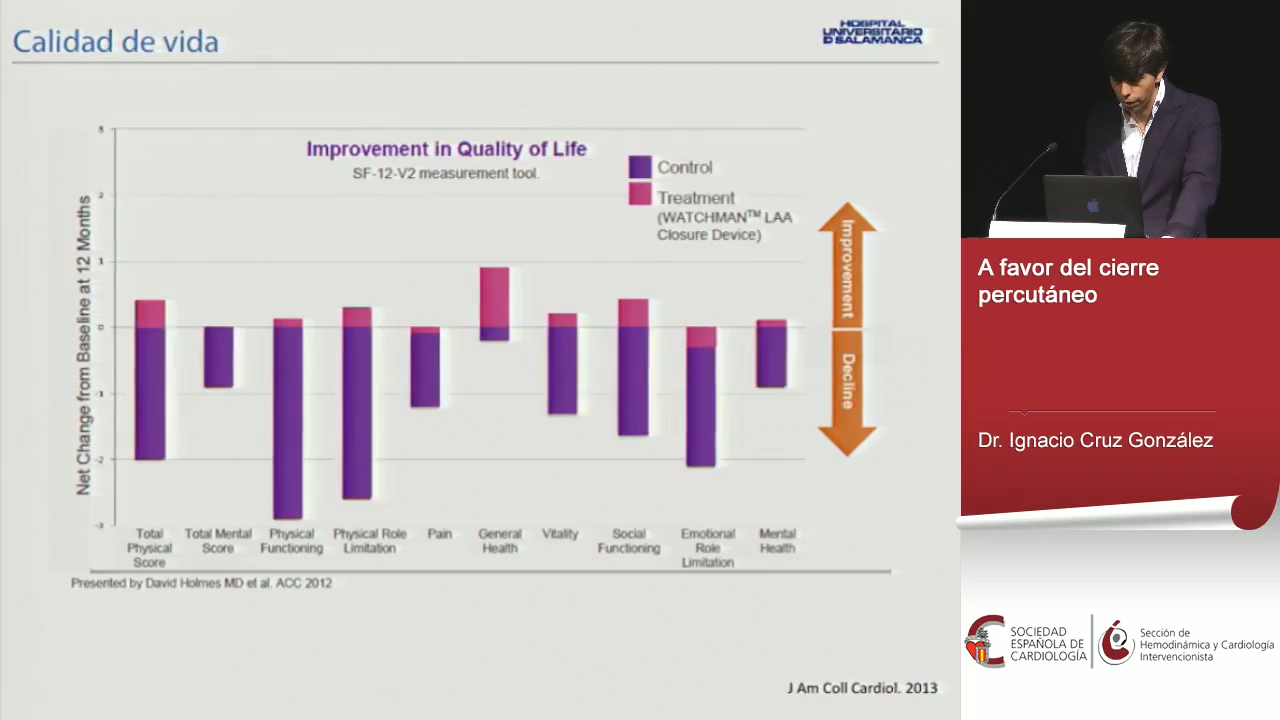 Calidad de vida
HOSPITAL
UNIVERSITARIO
D SALAMANCA
Improvement in Quality of Life
SF-12-V2 measurement tool.
Control
Treatment
(WATCHMAN™ LAA
Closure Device)
Net Change from Baseline at 12 Months
3
2
1
0
-1
-2
-3
Improvement
Decline
Total
Physical
Score
Total Mental
Score
Physical
Functioning
Physical Role
Limitation
Pain
General
Health
Vitality
Social
Functioning
Emotional
Role
Limitation
Mental
Health
Presented by David Holmes MD et al. ACC 2012
J Am Coll Cardiol. 2013
A favor del cierre
percutáneo
Dr. Ignacio Cruz González
SOCIEDAD
ESPAÑOLA DE
CARDIOLOGÍA
Sección de
Hemodinámica y Cardiología
Intervencionista